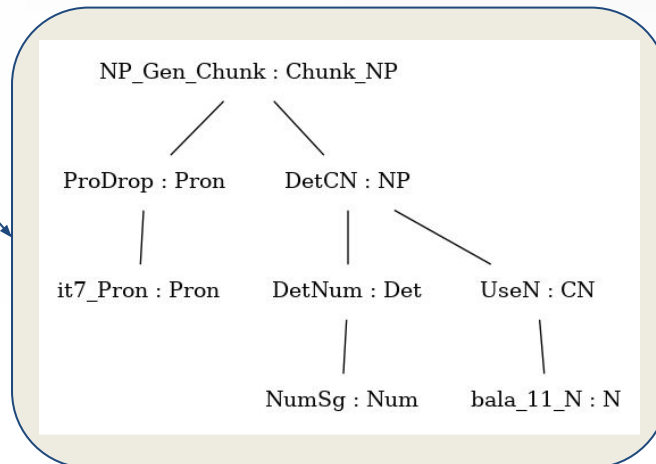 NP_Gen_Chunk : Chunk_NP
ProDrop : Pron DetCN : NP
it7_Pron : Pron DetNum : Det UseN : CN
NumSg : Num bala_11_N : N